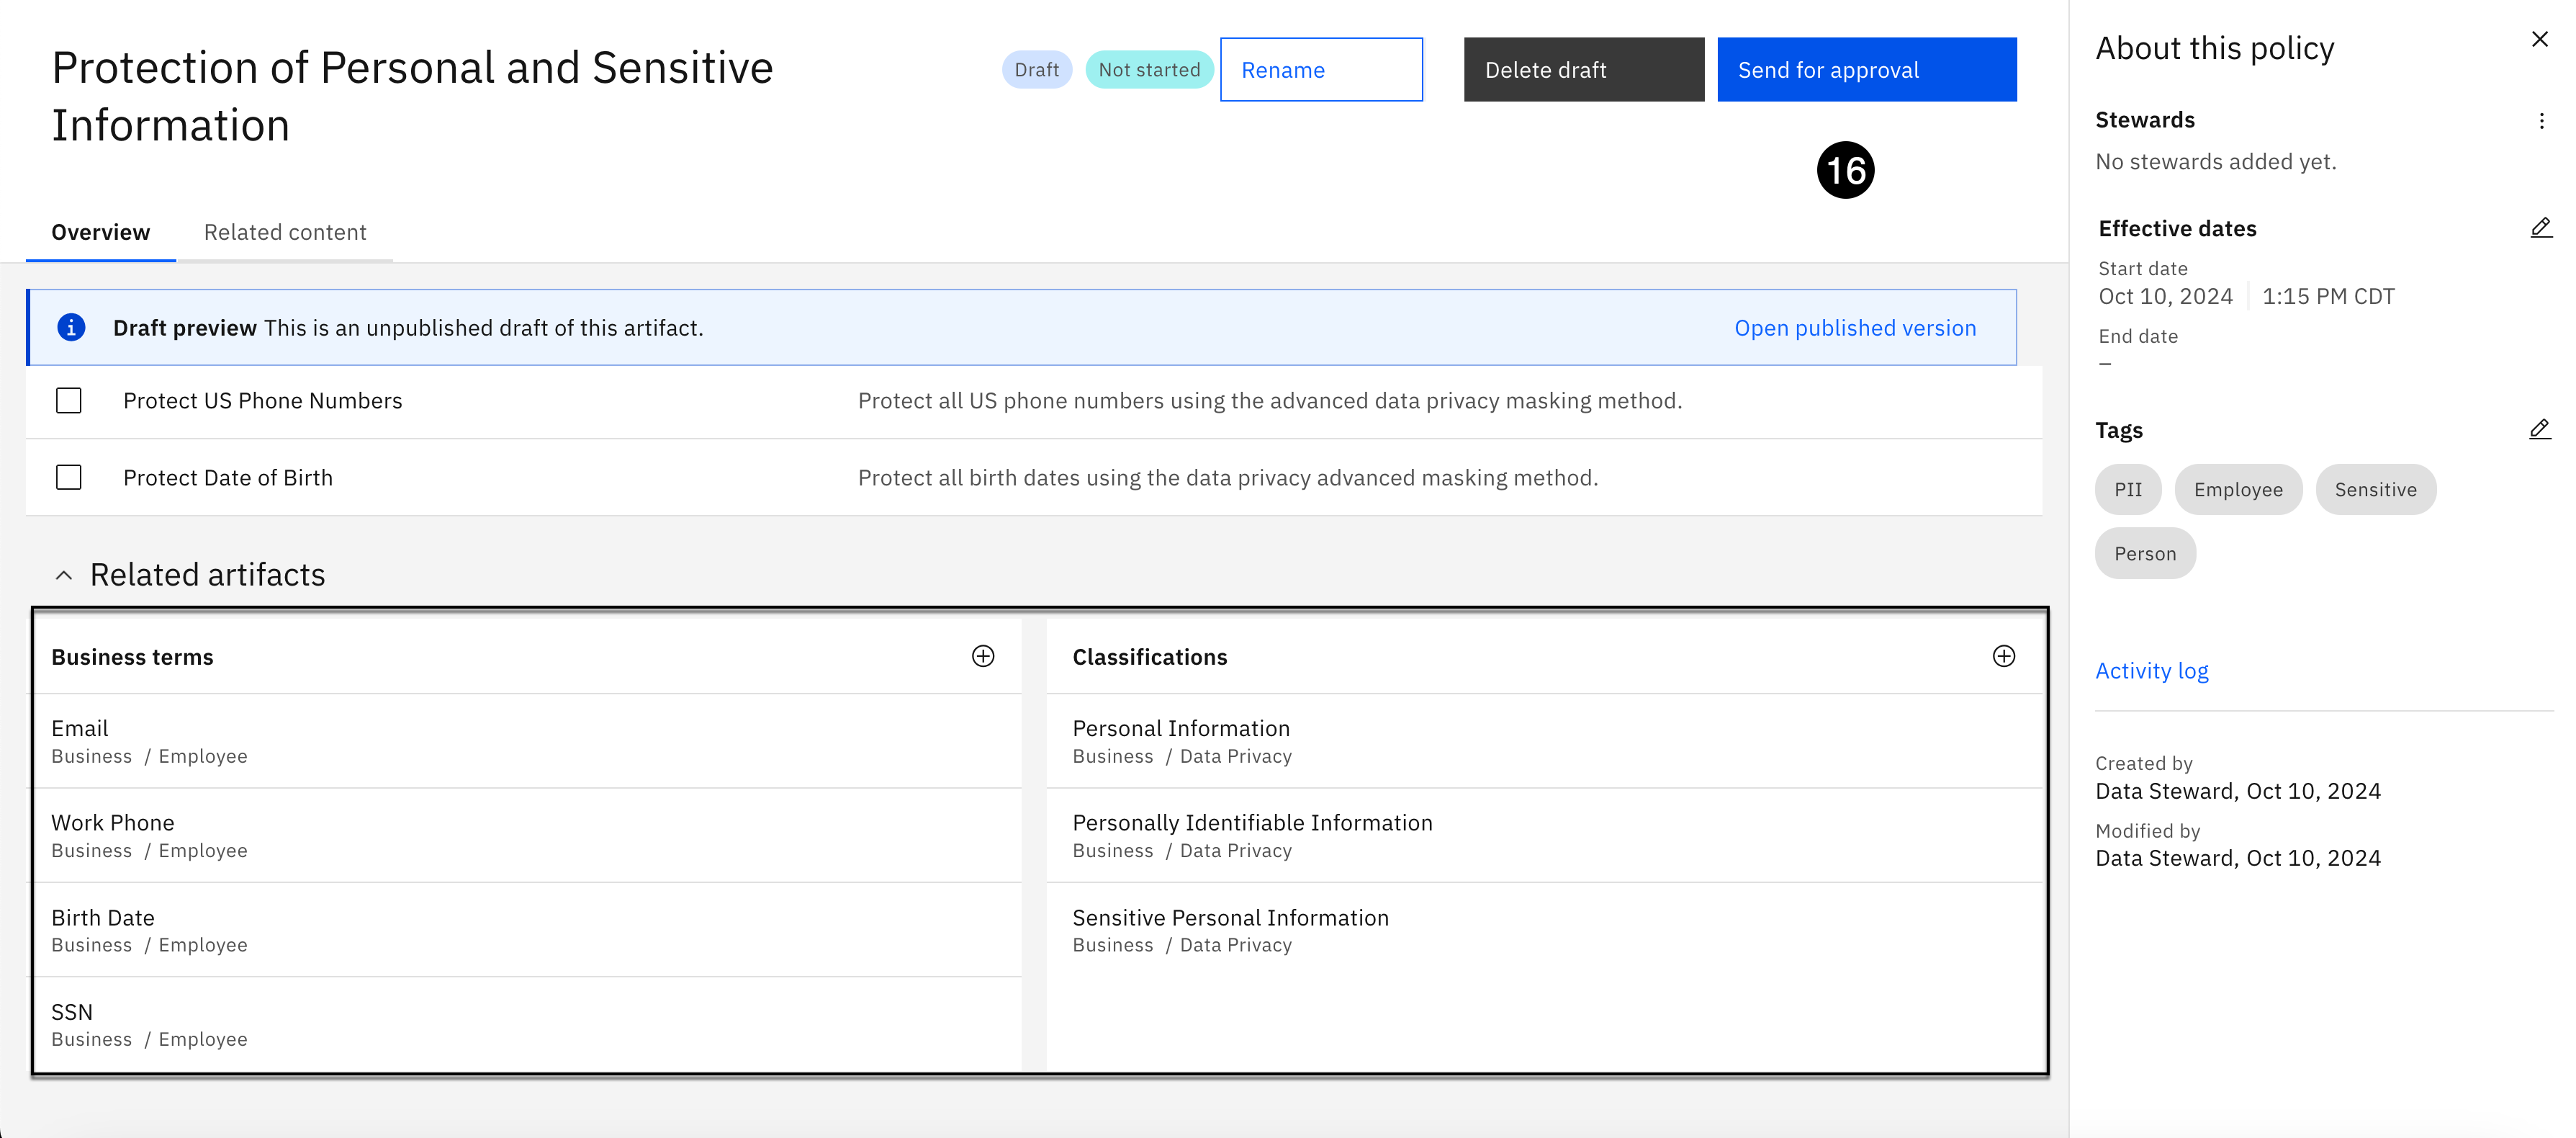 Protection of Personal and Sensitive
Information
Draft
Not started
Rename
Delete draft
Send for approval
16
Overview
Related content
Draft preview This is an unpublished draft of this artifact.
Open published version
Protect US Phone Numbers
Protect all US phone numbers using the advanced data privacy masking method.
Protect Date of Birth
Protect all birth dates using the data privacy advanced masking method.
Related artifacts
Business terms
Email
Business / Employee
Work Phone
Business / Employee
Birth Date
Business / Employee
SSN
Business / Employee
Classifications
Personal Information
Business / Data Privacy
Personally Identifiable Information
Business / Data Privacy
Sensitive Personal Information
Business / Data Privacy
About this policy
Stewards
No stewards added yet.
Effective dates
Start date
Oct 10, 2024 1:15 PM CDT
End date
–
Tags
PII
Employee
Sensitive
Person
Activity log
Created by
Data Steward, Oct 10, 2024
Modified by
Data Steward, Oct 10, 2024